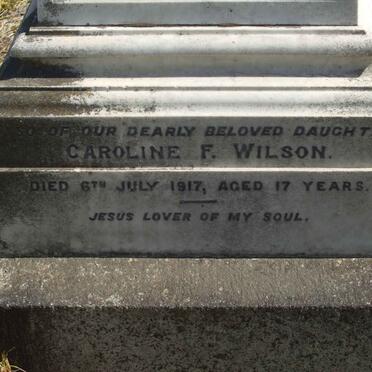 OF OUR DEARLY BELOVED DAUGHT
CAROLINE F. WILSON.
DIED 6TH JULY 1917, AGED 17 YEARS.
JESUS LOVER OF MY SOUL.